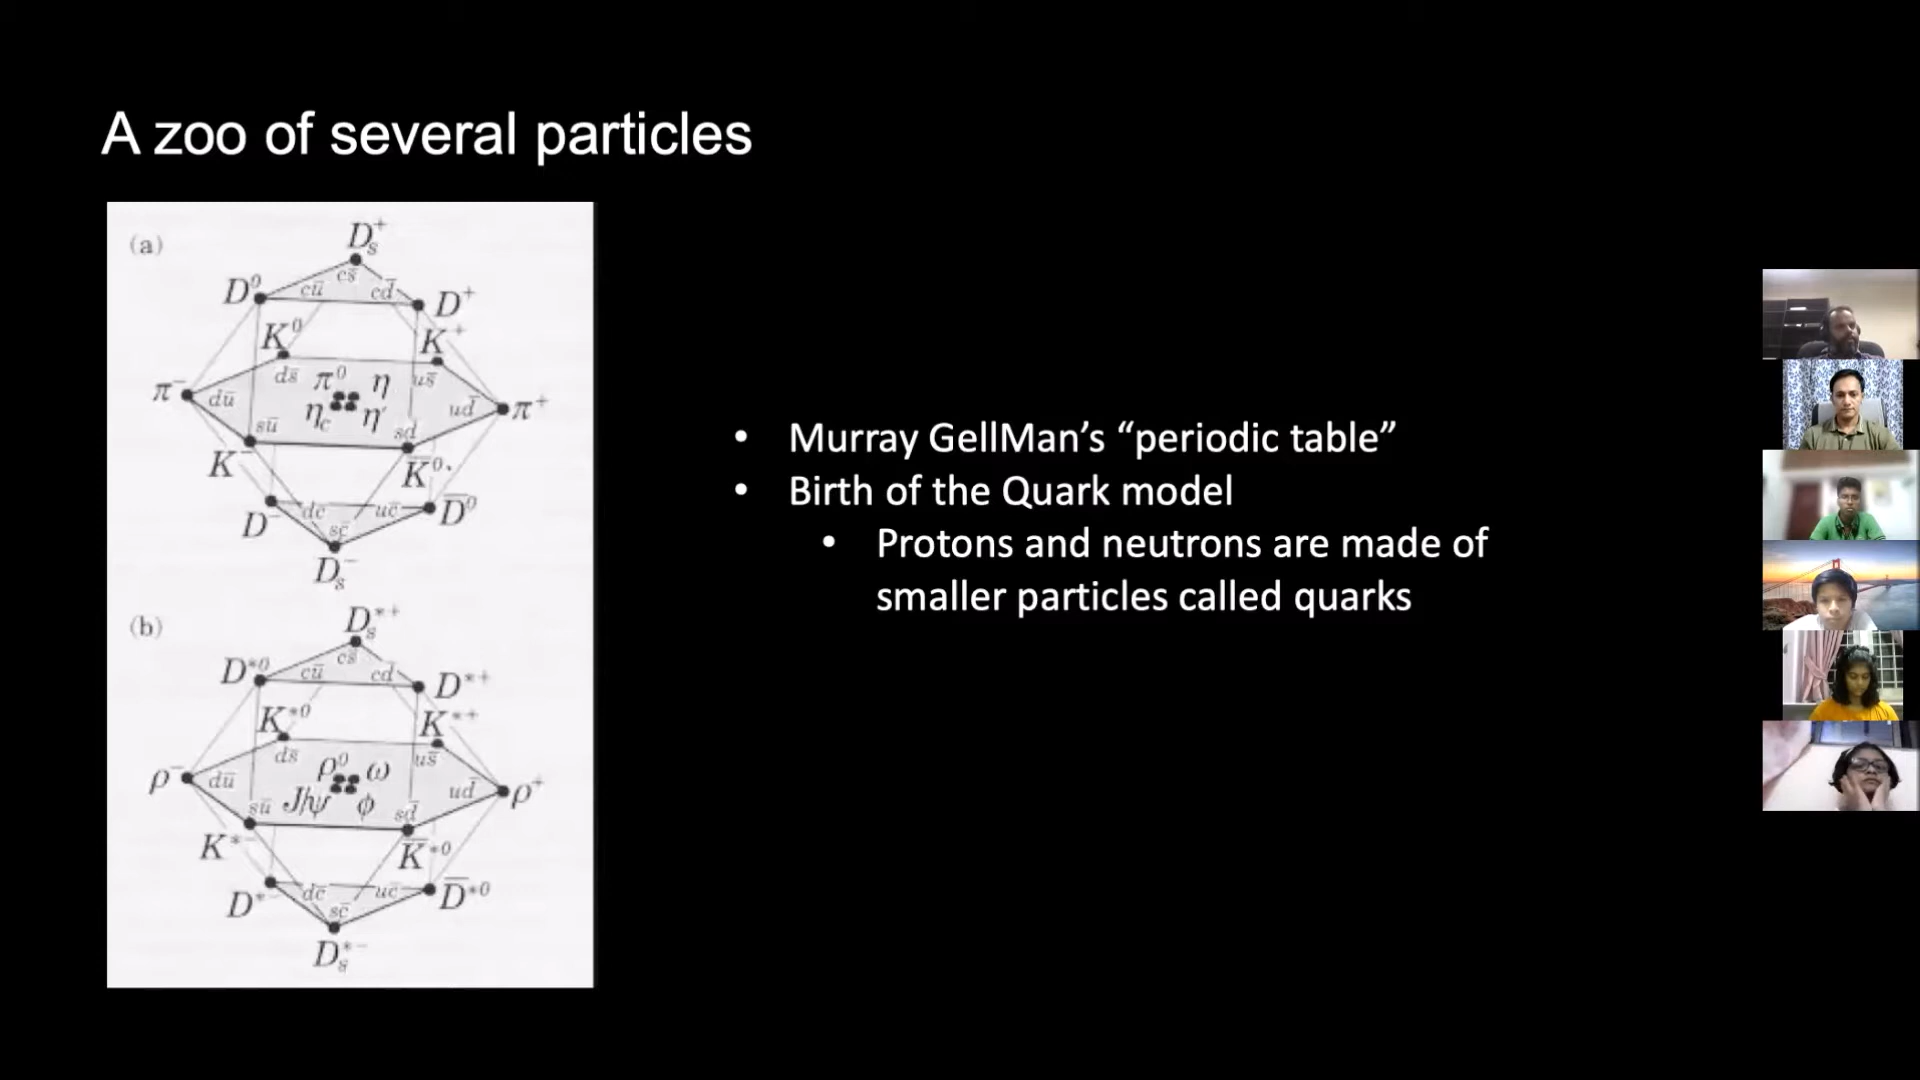 A zoo of several particles
(a)
D_s^+
cs̄
D^0
cū
cd̄
D^+
K^0
K^+
ds̄
π^0
η
us̄
π^-
dū
ud̄
π^+
η_c
η′
sū
sd̄
K^-
K̄^0
D^-
dc̄
uc̄
D̄^0
sc̄
D_s^-
(b)
D_s^{*+}
cs̄
D^{*0}
cū
cd̄
D^{*+}
K^{*0}
K^{*+}
ds̄
us̄
ρ^0
ω
ρ^-
dū
ud̄
ρ^+
J/ψ
ϕ
sū
sd̄
K^{*-}
K̄^{*0}
D^{*-}
dc̄
uc̄
D̄^{*0}
sc̄
D_s^{*-}
• Murray GellMan’s “periodic table”
• Birth of the Quark model
• Protons and neutrons are made of
smaller particles called quarks